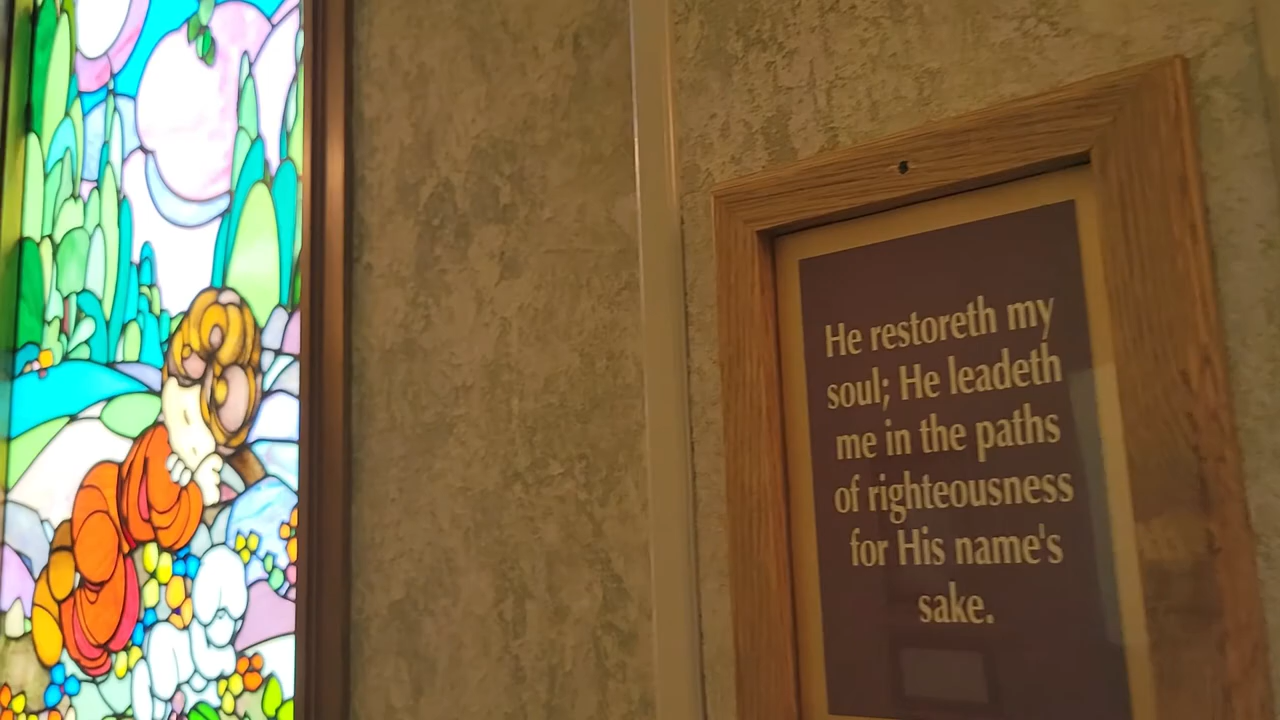 He restoreth my
soul; He leadeth
me in the paths
of righteousness
for His name's
sake.